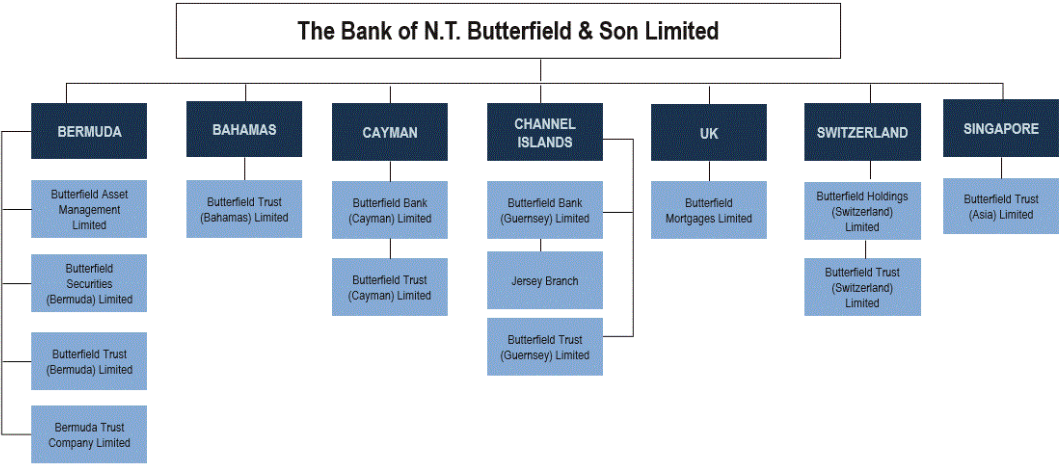 The Bank of N.T. Butterfield & Son Limited
BERMUDA
Butterfield Asset
Management
Limited
Butterfield
Securities
(Bermuda) Limited
Butterfield Trust
(Bermuda) Limited
Bermuda Trust
Company Limited
BAHAMAS
Butterfield Trust
(Bahamas) Limited
CAYMAN
Butterfield Bank
(Cayman) Limited
Butterfield Trust
(Cayman) Limited
CHANNEL
ISLANDS
Butterfield Bank
(Guernsey) Limited
Jersey Branch
Butterfield Trust
(Guernsey) Limited
UK
Butterfield
Mortgages Limited
SWITZERLAND
Butterfield Holdings
(Switzerland)
Limited
Butterfield Trust
(Switzerland)
Limited
SINGAPORE
Butterfield Trust
(Asia) Limited